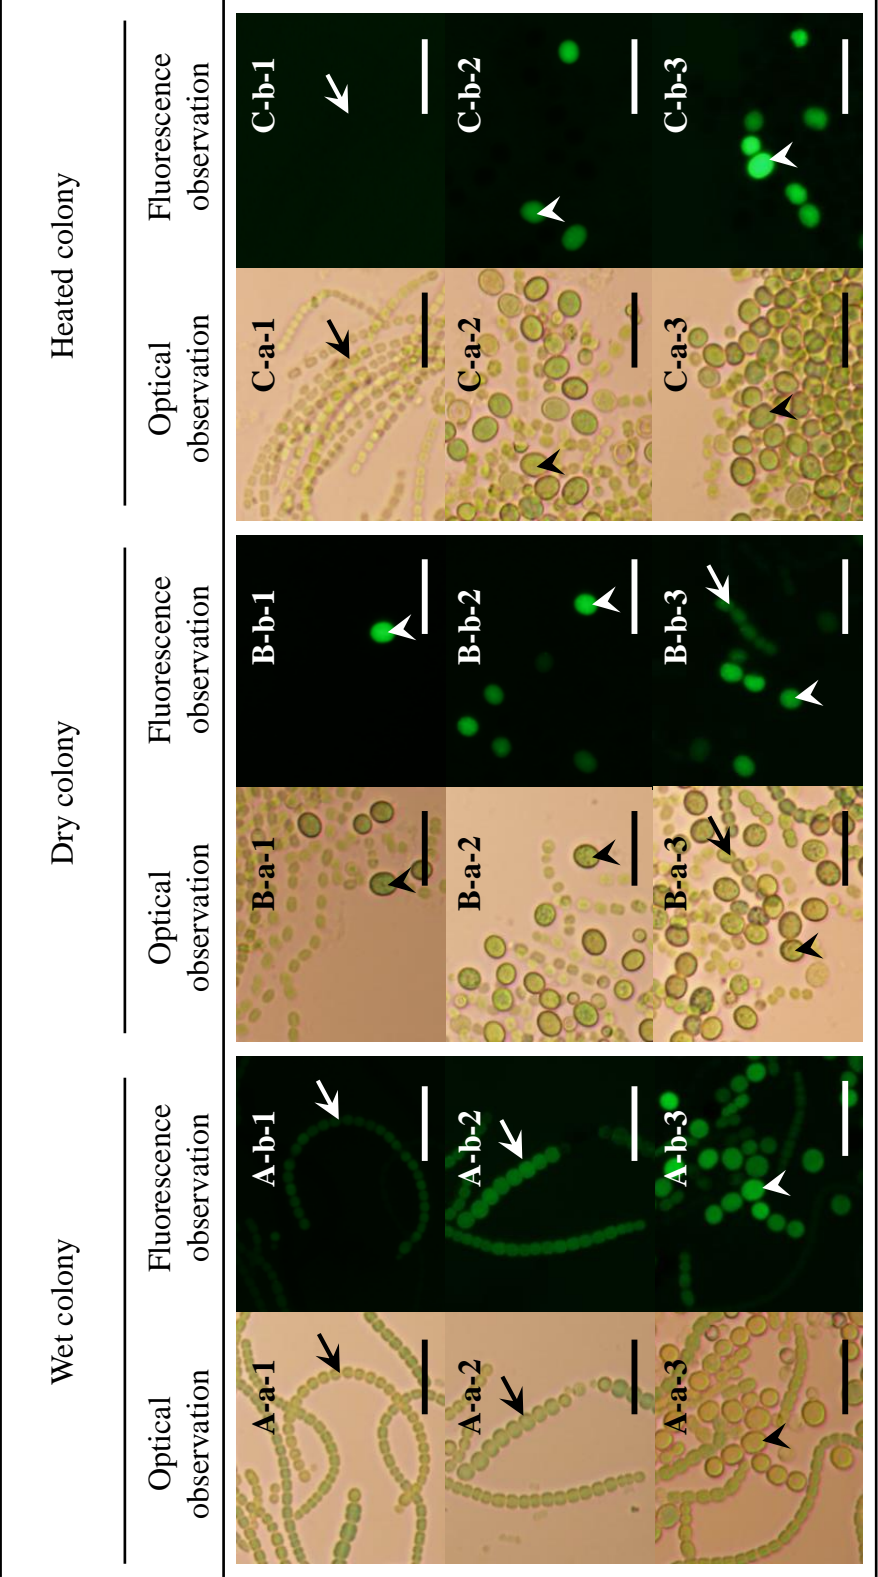 Wet colony
Dry colony
Heated colony
Optical
observation
Fluorescence
observation
Optical
observation
Fluorescence
observation
Optical
observation
Fluorescence
observation
A-a-1
A-b-1
B-a-1
B-b-1
C-a-1
C-b-1
A-a-2
A-b-2
B-a-2
B-b-2
C-a-2
C-b-2
A-a-3
A-b-3
B-a-3
B-b-3
C-a-3
C-b-3